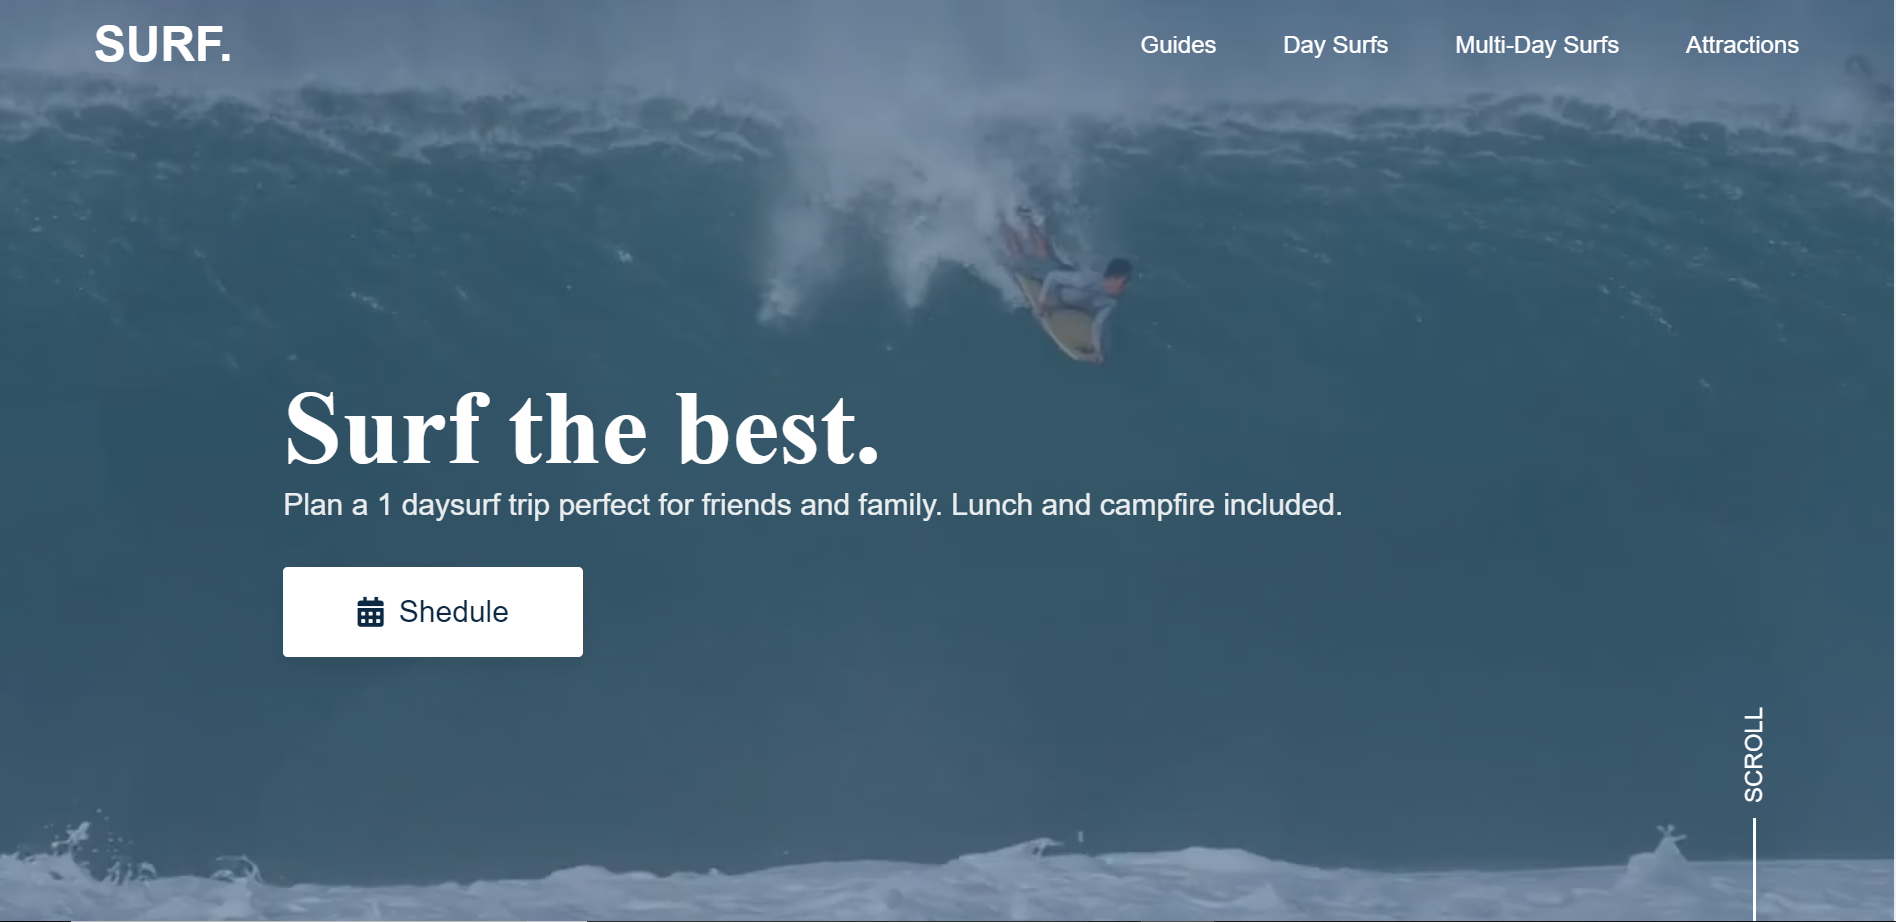 SURF.
Guides
Day Surfs
Multi-Day Surfs
Attractions
Surf the best.
Plan a 1 daysurf trip perfect for friends and family. Lunch and campfire included.
Shedule
SCROLL